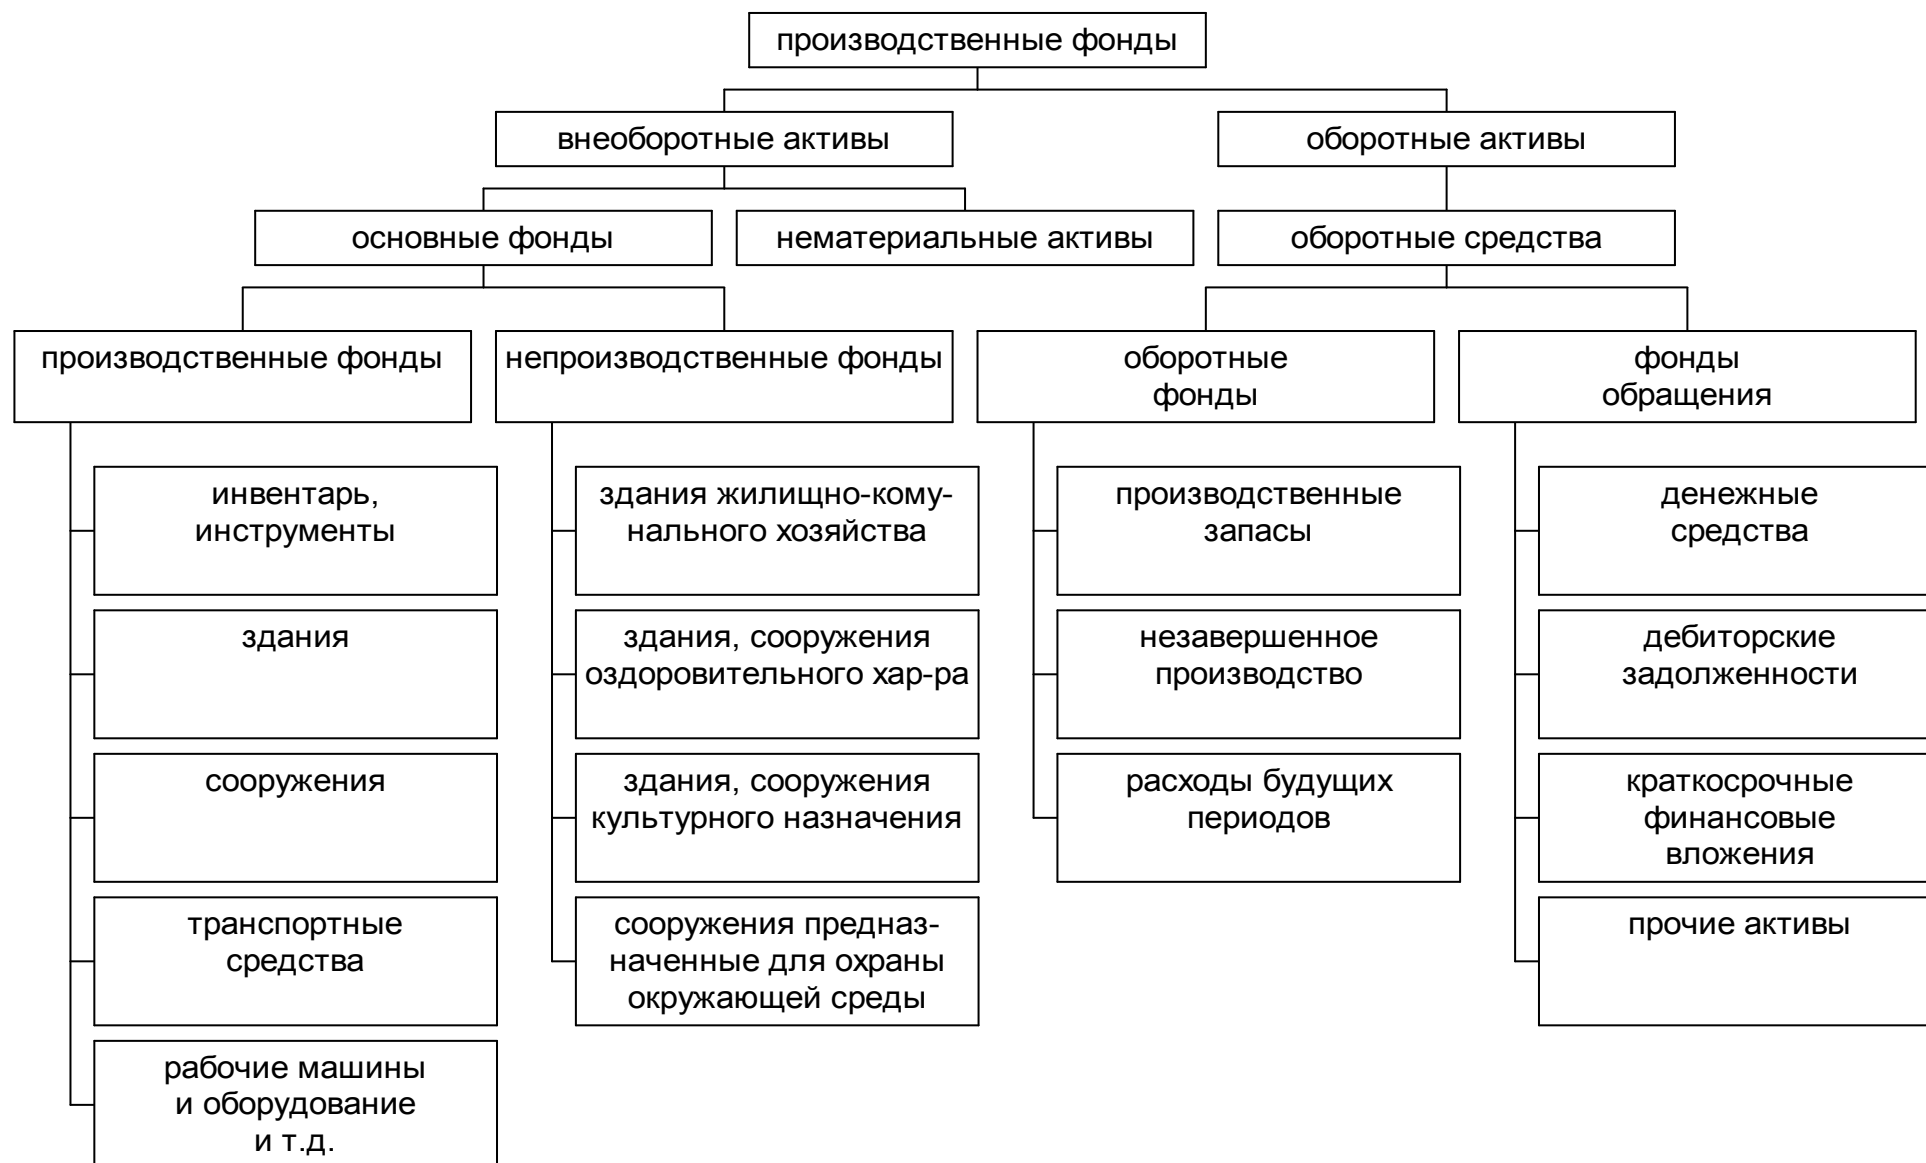 производственные фонды
внеоборотные активы
оборотные активы
основные фонды
нематериальные активы
оборотные средства
производственные фонды
непроизводственные фонды
оборотные
фонды
фонды
обращения
инвентарь,
инструменты
здания
сооружения
транспортные
средства
рабочие машины
и оборудование
и т.д.
здания жилищно-кому-
нального хозяйства
здания, сооружения
оздоровительного хар-ра
здания, сооружения
культурного назначения
сооружения предназ-
наченные для охраны
окружающей среды
производственные
запасы
незавершенное
производство
расходы будущих
периодов
денежные
средства
дебиторские
задолженности
краткосрочные
финансовые
вложения
прочие активы